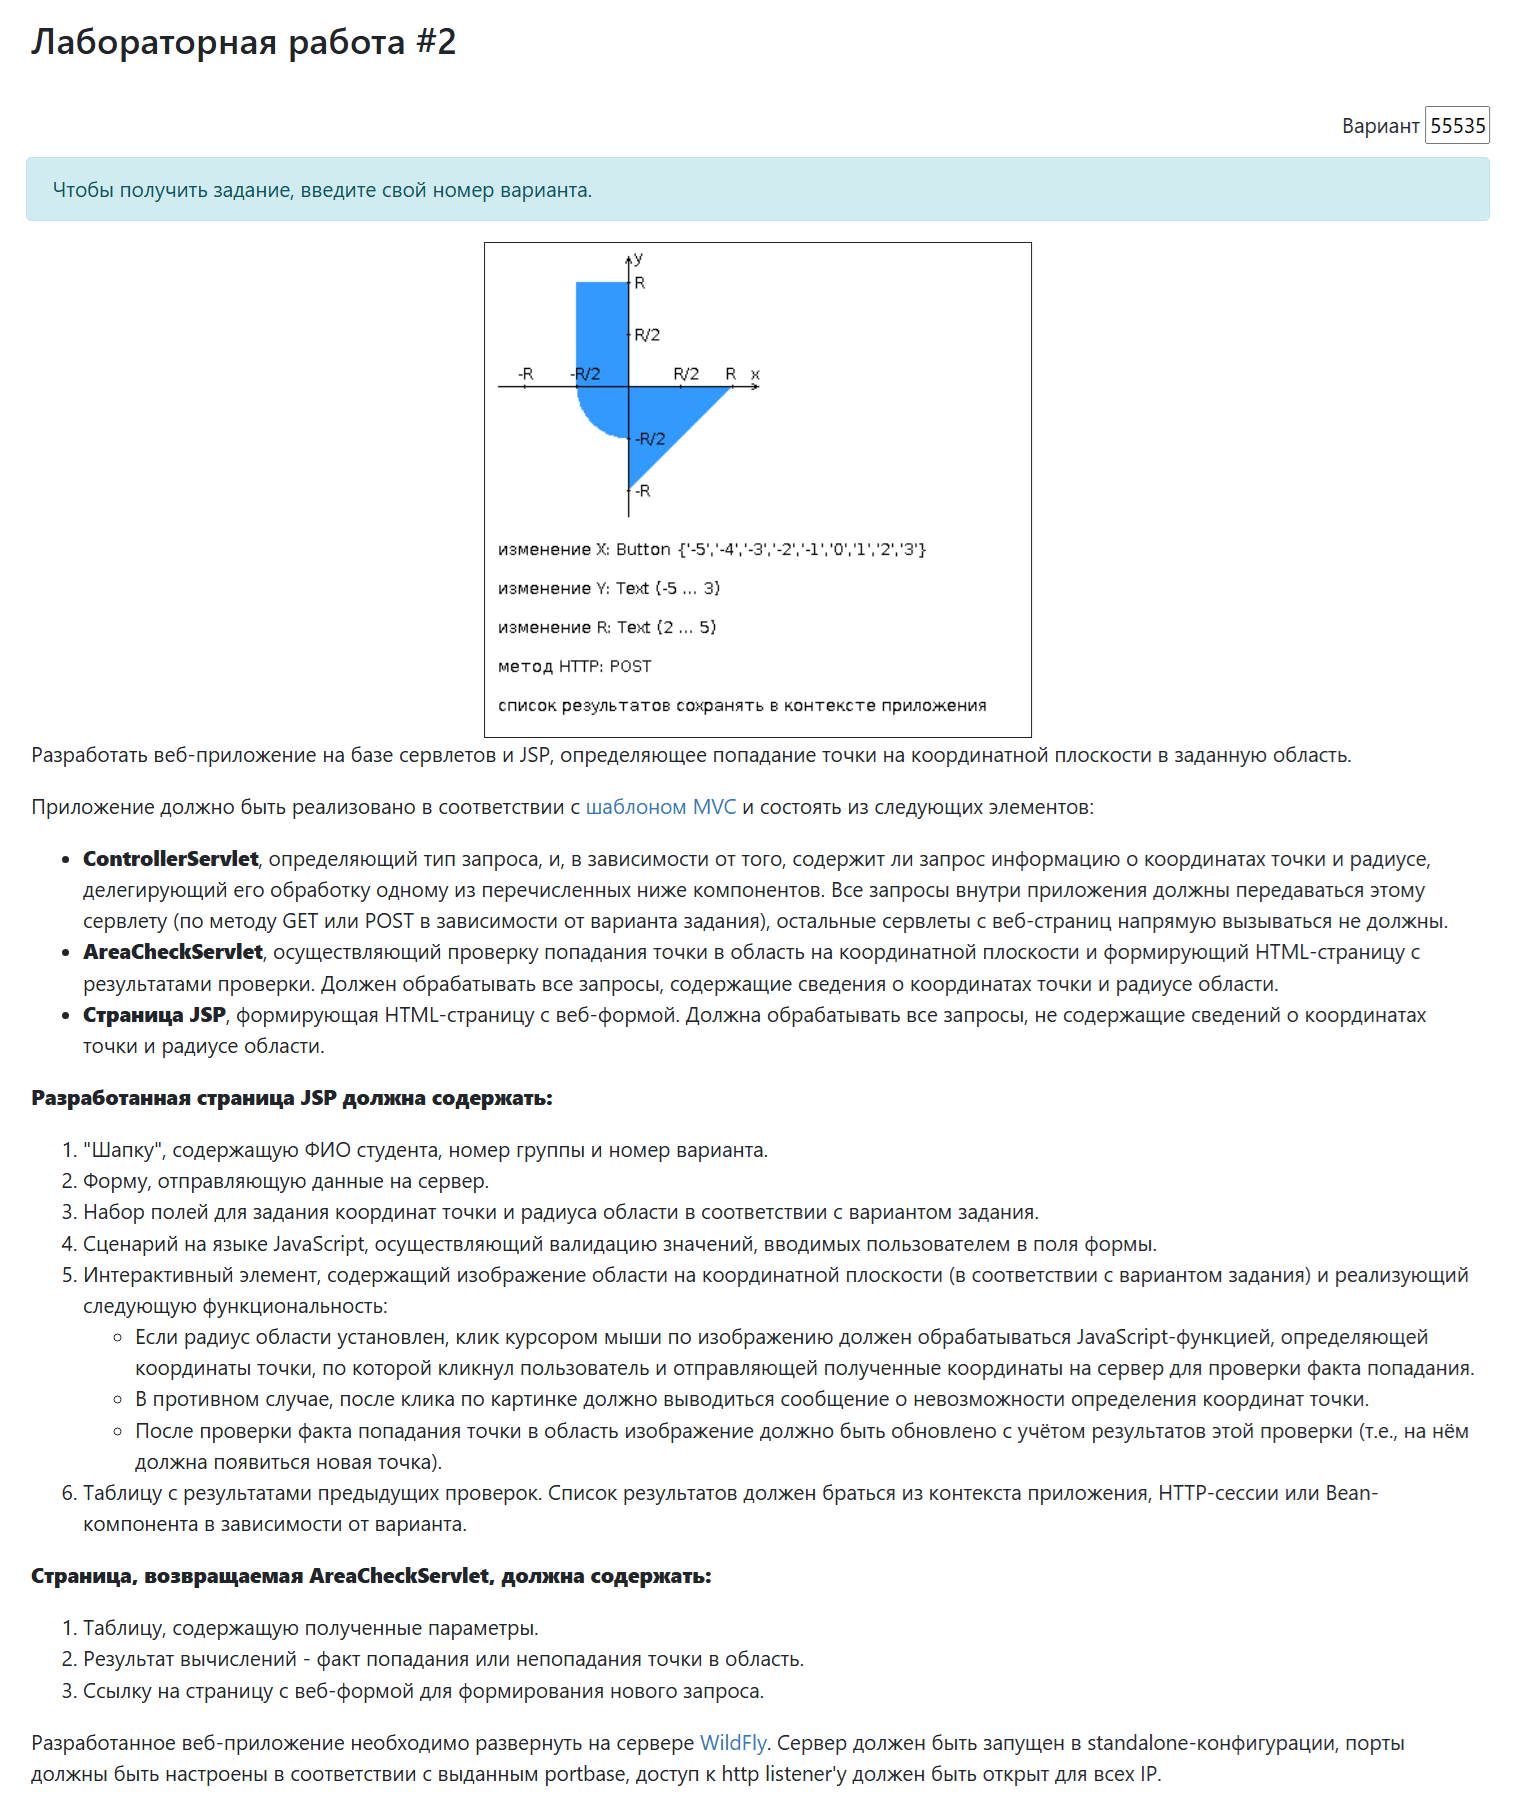 Лабораторная работа #2
Вариант 55535
Чтобы получить задание, введите свой номер варианта.
y
R
R/2
-R -R/2 R/2 R x
-R/2
-R
изменение X: Button {'-5','-4','-3','-2','-1','0','1','2','3'}
изменение Y: Text (-5 ... 3)
изменение R: Text (2 ... 5)
метод HTTP: POST
список результатов сохранять в контексте приложения
Разработать веб-приложение на базе сервлетов и JSP, определяющее попадание точки на координатной плоскости в заданную область.
Приложение должно быть реализовано в соответствии с шаблоном MVC и состоять из следующих элементов:
• ControllerServlet, определяющий тип запроса, и, в зависимости от того, содержит ли запрос информацию о координатах точки и радиусе,
делегирующий его обработку одному из перечисленных ниже компонентов. Все запросы внутри приложения должны передаваться этому
сервлету (по методу GET или POST в зависимости от варианта задания), остальные сервлеты с веб-страниц напрямую вызываться не должны.
• AreaCheckServlet, осуществляющий проверку попадания точки в область на координатной плоскости и формирующий HTML-страницу с
результатами проверки. Должен обрабатывать все запросы, содержащие сведения о координатах точки и радиусе области.
• Страница JSP, формирующая HTML-страницу с веб-формой. Должна обрабатывать все запросы, не содержащие сведений о координатах
точки и радиусе области.
Разработанная страница JSP должна содержать:
1. "Шапку", содержащую ФИО студента, номер группы и номер варианта.
2. Форму, отправляющую данные на сервер.
3. Набор полей для задания координат точки и радиуса области в соответствии с вариантом задания.
4. Сценарий на языке JavaScript, осуществляющий валидацию значений, вводимых пользователем в поля формы.
5. Интерактивный элемент, содержащий изображение области на координатной плоскости (в соответствии с вариантом задания) и реализующий
следующую функциональность:
◦ Если радиус области установлен, клик курсором мыши по изображению должен обрабатываться JavaScript-функцией, определяющей
координаты точки, по которой кликнул пользователь и отправляющей полученные координаты на сервер для проверки факта попадания.
◦ В противном случае, после клика по картинке должно выводиться сообщение о невозможности определения координат точки.
◦ После проверки факта попадания точки в область изображение должно быть обновлено с учётом результатов этой проверки (т.е., на нём
должна появиться новая точка).
6. Таблицу с результатами предыдущих проверок. Список результатов должен браться из контекста приложения, HTTP-сессии или Bean-
компонента в зависимости от варианта.
Страница, возвращаемая AreaCheckServlet, должна содержать:
1. Таблицу, содержащую полученные параметры.
2. Результат вычислений - факт попадания или непопадания точки в область.
3. Ссылку на страницу с веб-формой для формирования нового запроса.
Разработанное веб-приложение необходимо развернуть на сервере WildFly. Сервер должен быть запущен в standalone-конфигурации, порты
должны быть настроены в соответствии с выданным portbase, доступ к http listener'у должен быть открыт для всех IP.